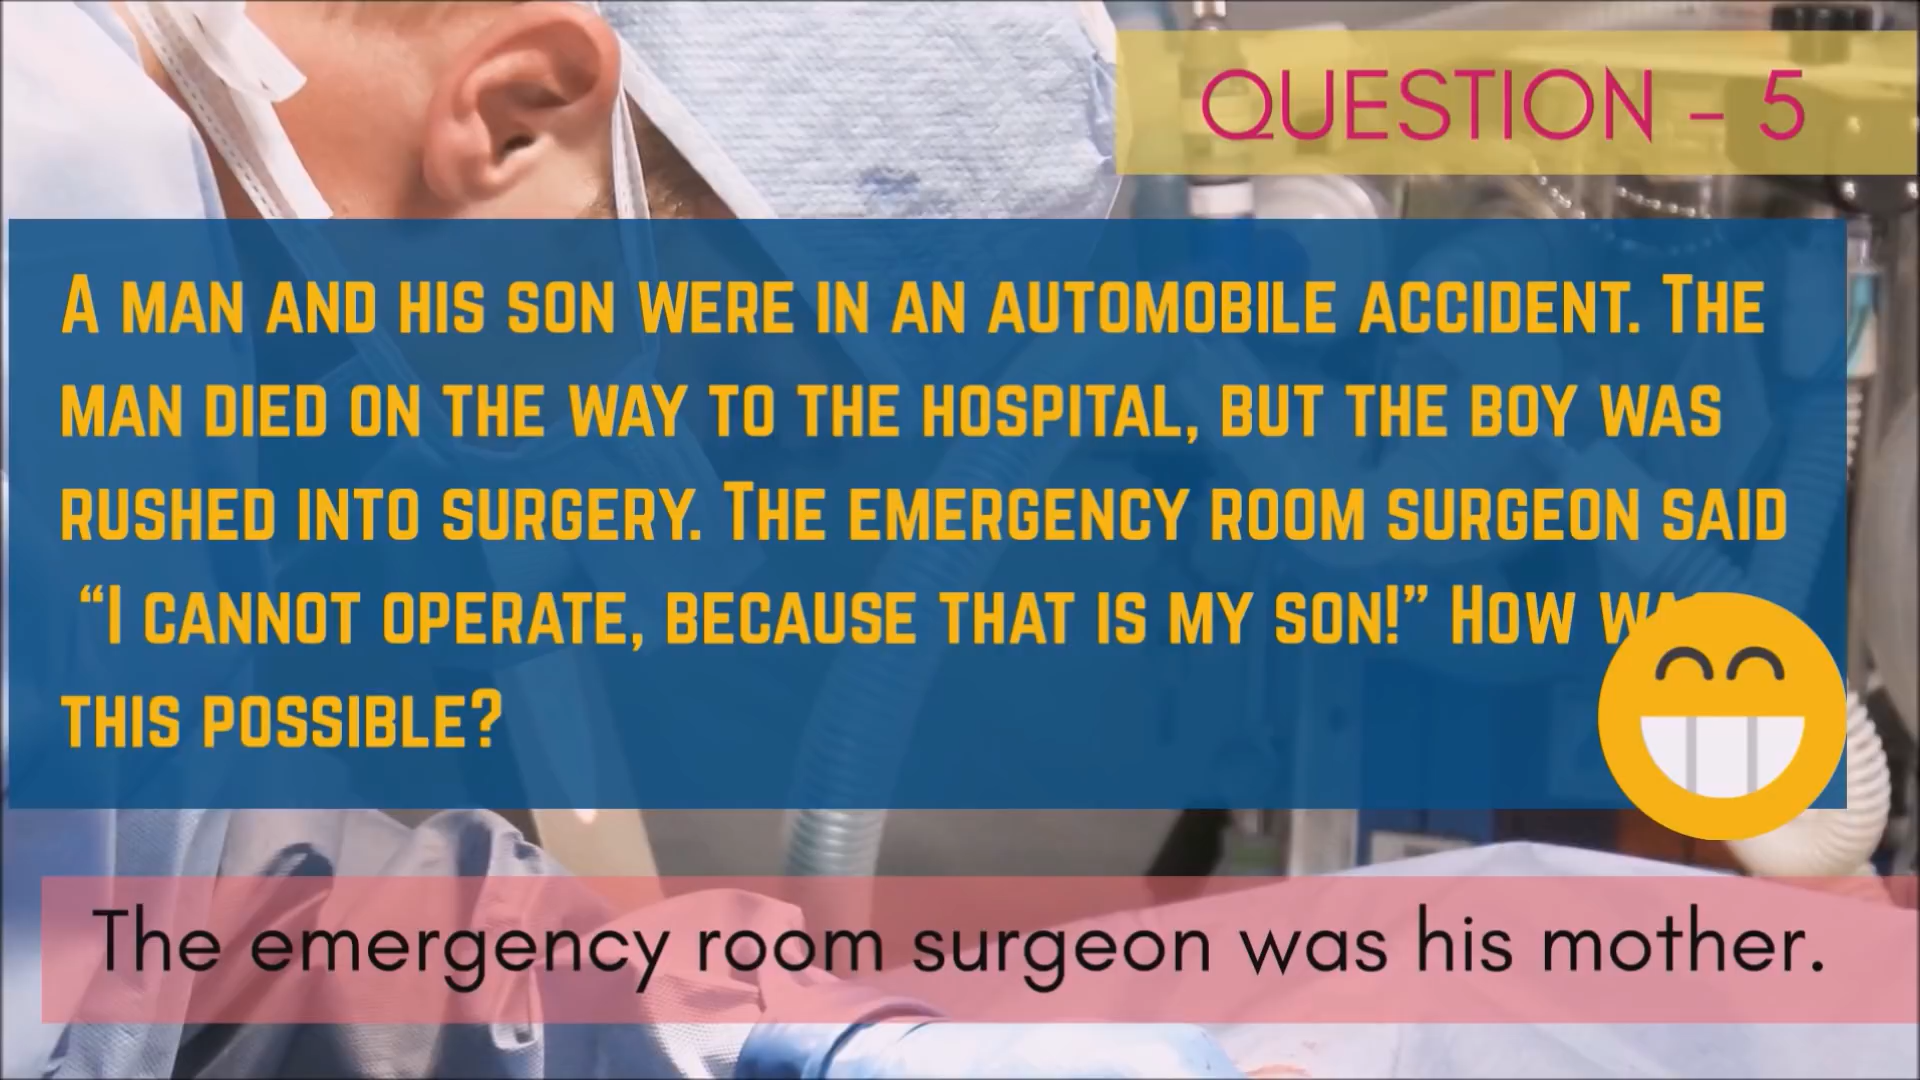 QUESTION - 5
A MAN AND HIS SON WERE IN AN AUTOMOBILE ACCIDENT. THE
MAN DIED ON THE WAY TO THE HOSPITAL, BUT THE BOY WAS
RUSHED INTO SURGERY. THE EMERGENCY ROOM SURGEON SAID
“I CANNOT OPERATE, BECAUSE THAT IS MY SON!” HOW
THIS POSSIBLE?
The emergency room surgeon was his mother.